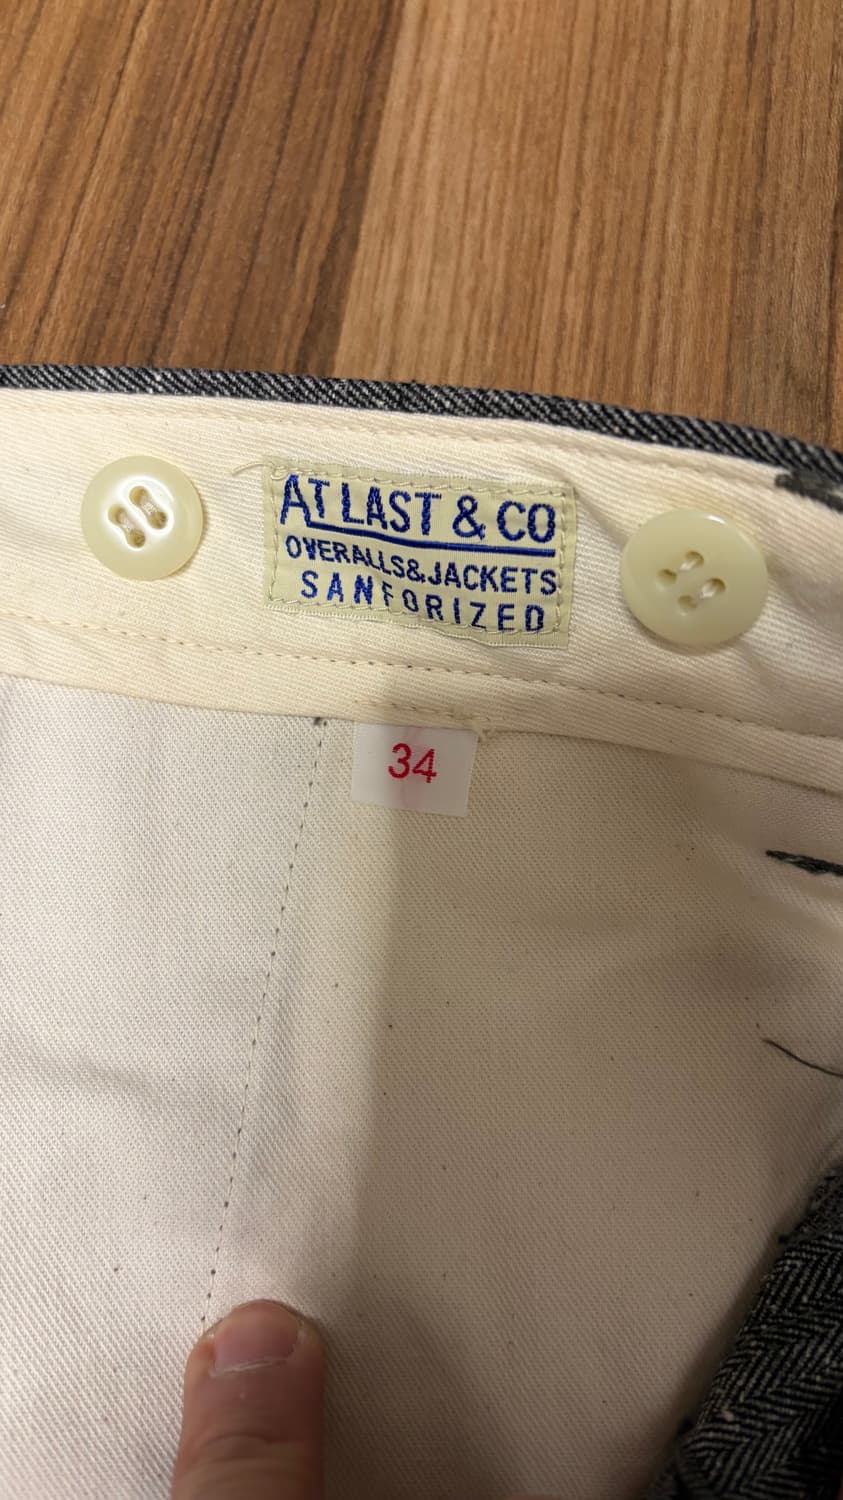 AT LAST & CO
OVERALLS&JACKETS
SANFORIZED
34